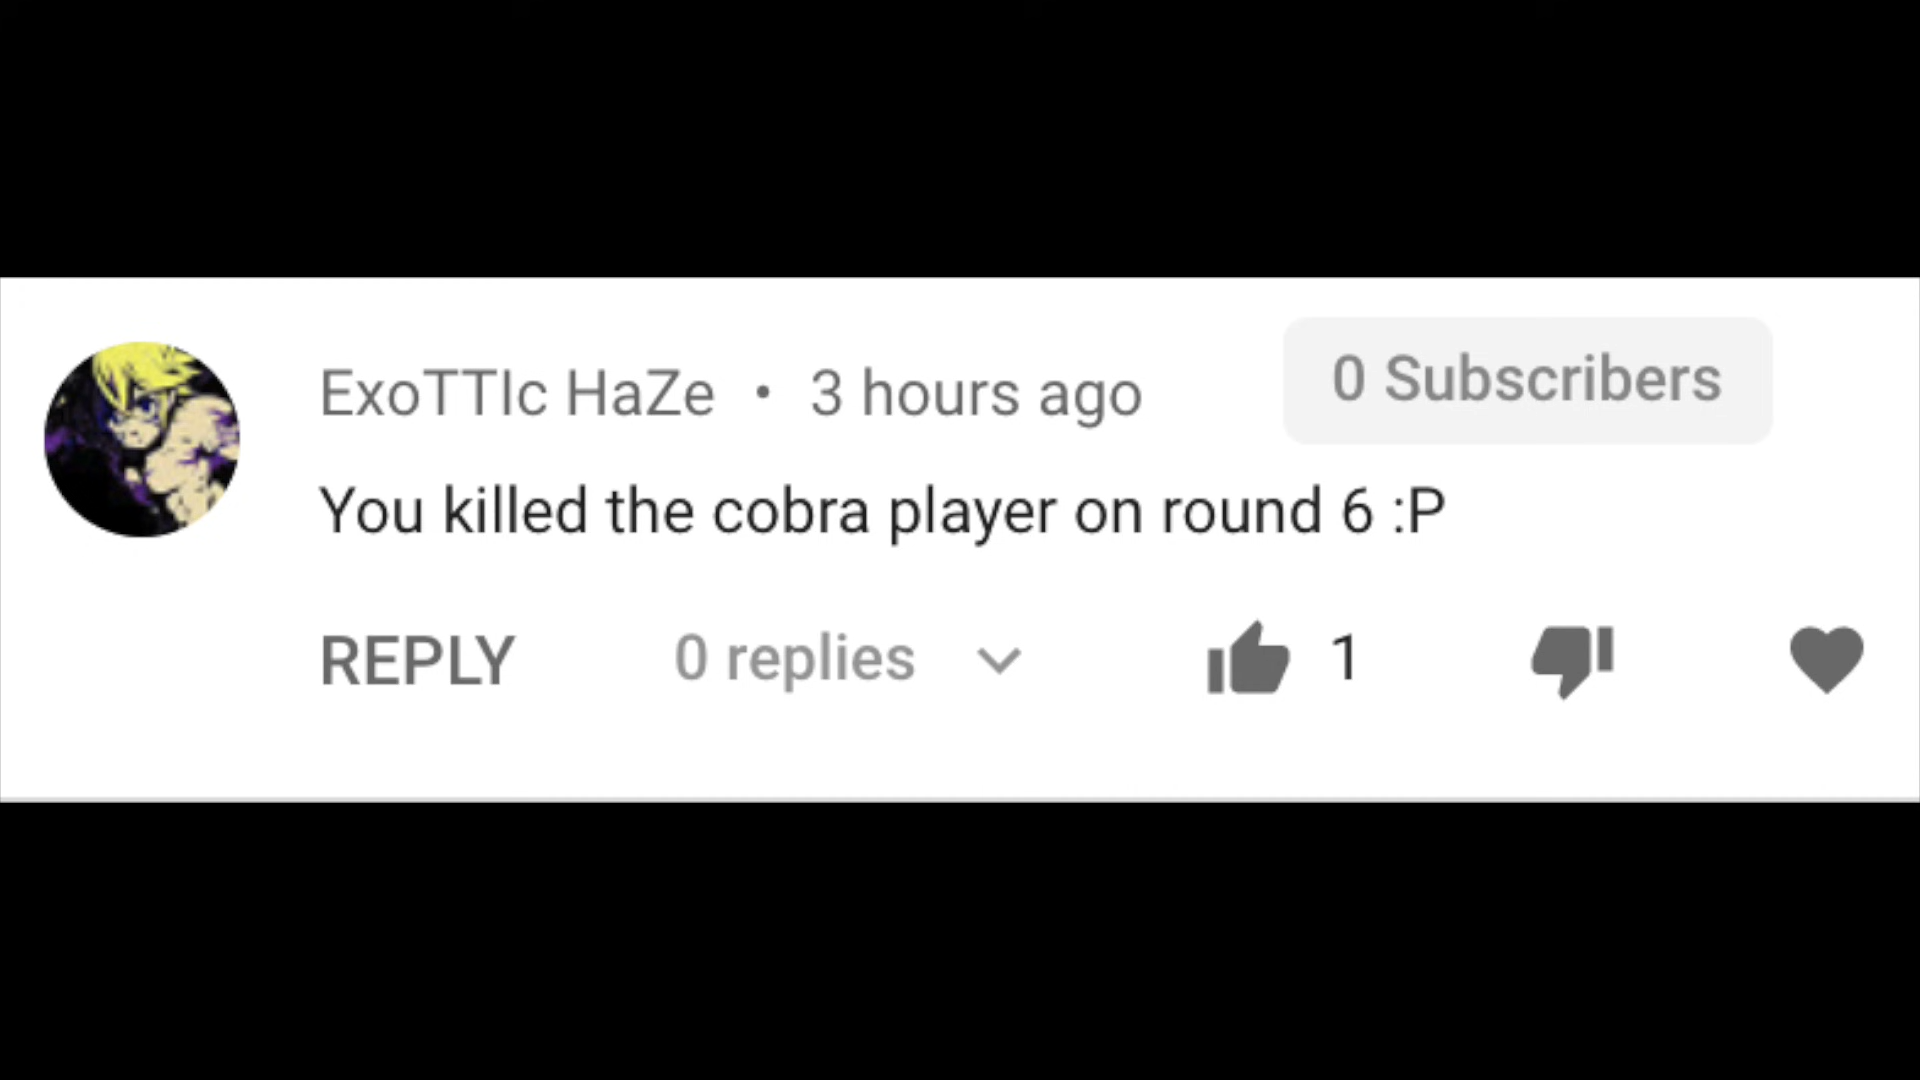 ExoTTIc HaZe • 3 hours ago 0 Subscribers
You killed the cobra player on round 6 :P
REPLY 0 replies 1